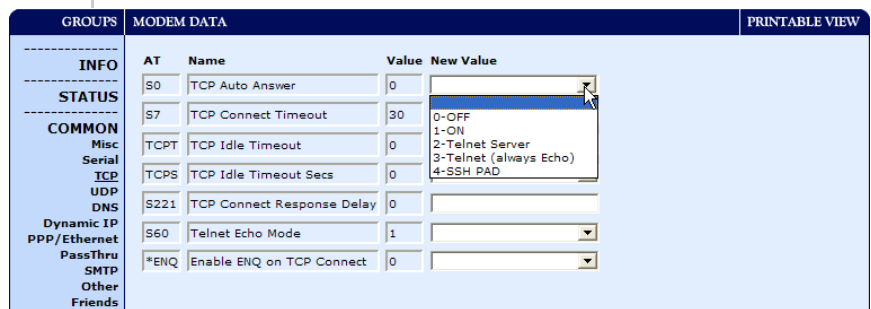 GROUPS MODEM DATA PRINTABLE VIEW
--------------
INFO
--------------
STATUS
--------------
COMMON
Misc
Serial
TCP
UDP
DNS
Dynamic IP
PPP/Ethernet
PassThru
SMTP
Other
Friends
AT Name Value New Value
S0 TCP Auto Answer 0
S7 TCP Connect Timeout 30
TCPT TCP Idle Timeout 0
TCPS TCP Idle Timeout Secs 0
S221 TCP Connect Response Delay 0
S60 Telnet Echo Mode 1
*ENQ Enable ENQ on TCP Connect 0
0-OFF
1-ON
2-Telnet Server
3-Telnet (always Echo)
4-SSH PAD